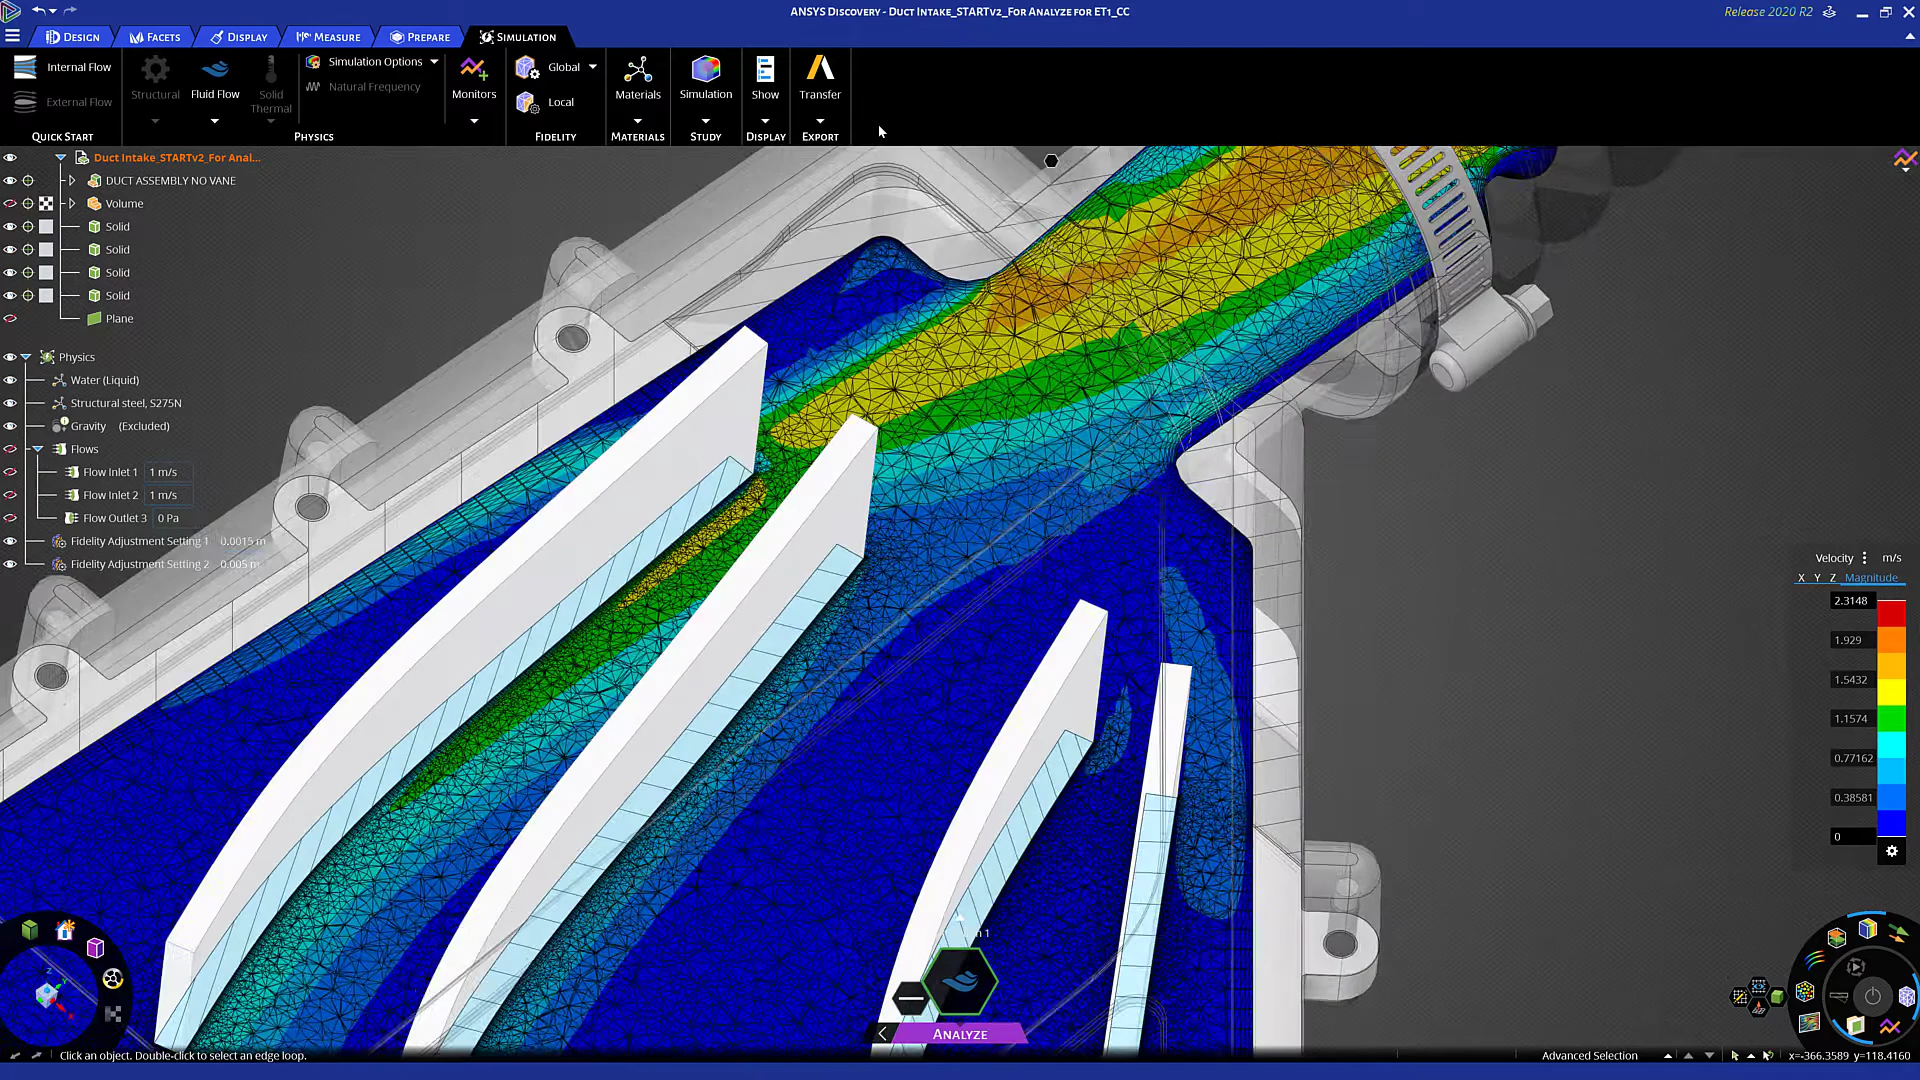 ANSYS Discovery - Duct Intake_STARTv2_For Analyze for ET1_CC
Release 2020 R2
Design
Facets
Display
Measure
Prepare
Simulation
Internal Flow
External Flow
Quick Start
Structural
Fluid Flow
Solid Thermal
Simulation Options
Natural Frequency
Physics
Monitors
Global
Local
Fidelity
Materials
Materials
Simulation
Study
Show
Display
Transfer
Export
Duct Intake_STARTv2_For Anal...
DUCT ASSEMBLY NO VANE
Volume
Solid
Solid
Solid
Solid
Plane
Physics
Water (Liquid)
Structural steel, S275N
Gravity (Excluded)
Flows
Flow Inlet 1 1 m/s
Flow Inlet 2 1 m/s
Flow Outlet 3 0 Pa
Fidelity Adjustment Setting 1 0.0015 m
Fidelity Adjustment Setting 2 0.005 m
Velocity m/s
X Y Z Magnitude
2.3148
1.929
1.5432
1.1574
0.77162
0.38581
0
Z
Analyze
Click an object. Double-click to select an edge loop.
Advanced Selection
x=-366.3589 y=118.4160